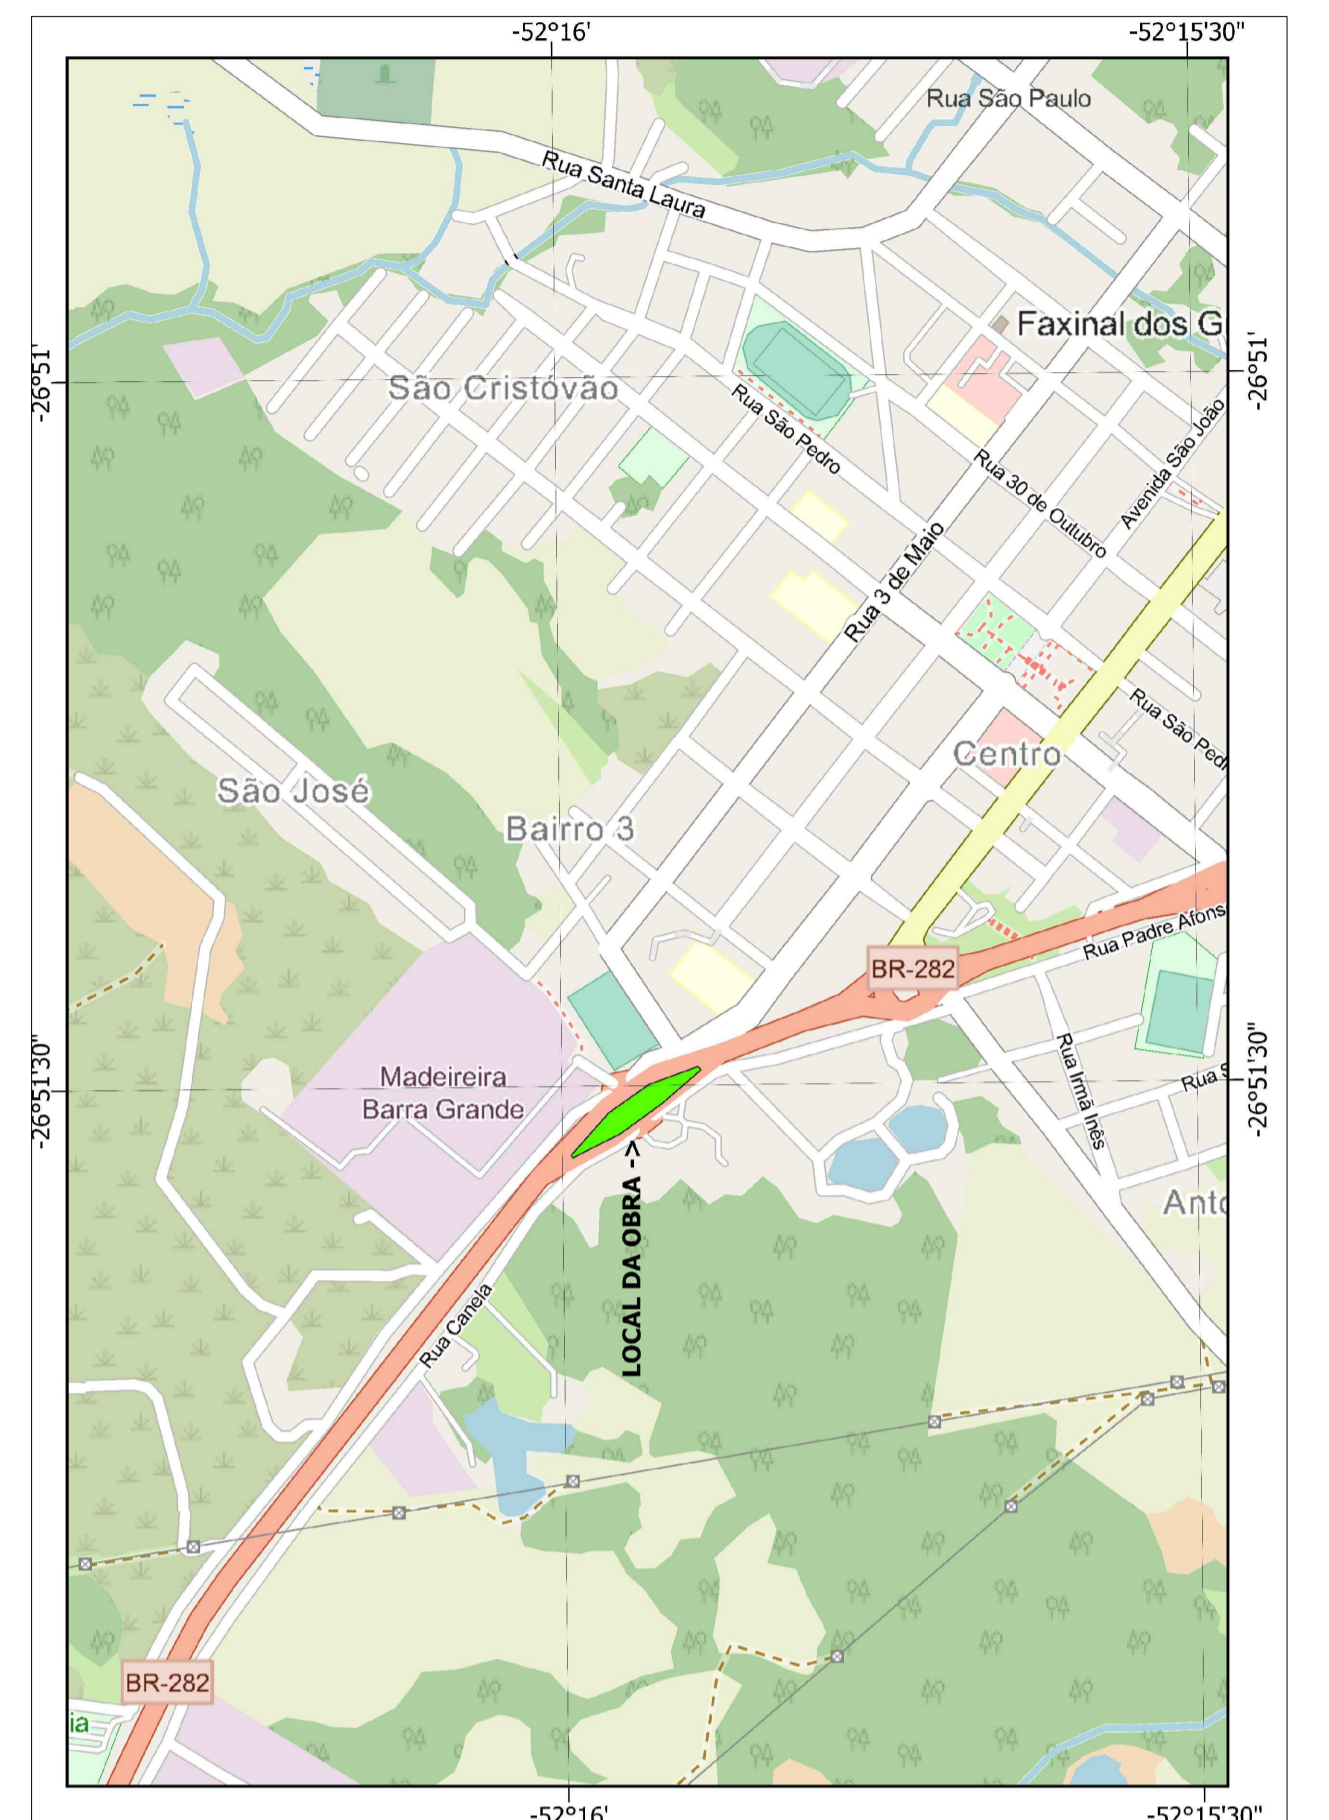 -52°16'
-52°15'30"
Rua São Paulo
Rua Santa Laura
Faxinal dos G
-26°51'
-26°51'
São Cristóvão
Rua São Pedro
Avenida São João
Rua 30 de Outubro
Rua 3 de Maio
Rua São Pedr
Centro
São José
Bairro 3
Rua Padre Afons
BR-282
-26°51'30"
-26°51'30"
Madeireira
Barra Grande
Rua Irmã Inês
Rua S
LOCAL DA OBRA ->
Anto
Rua Canela
BR-282
ia
-52°16'
-52°15'30"